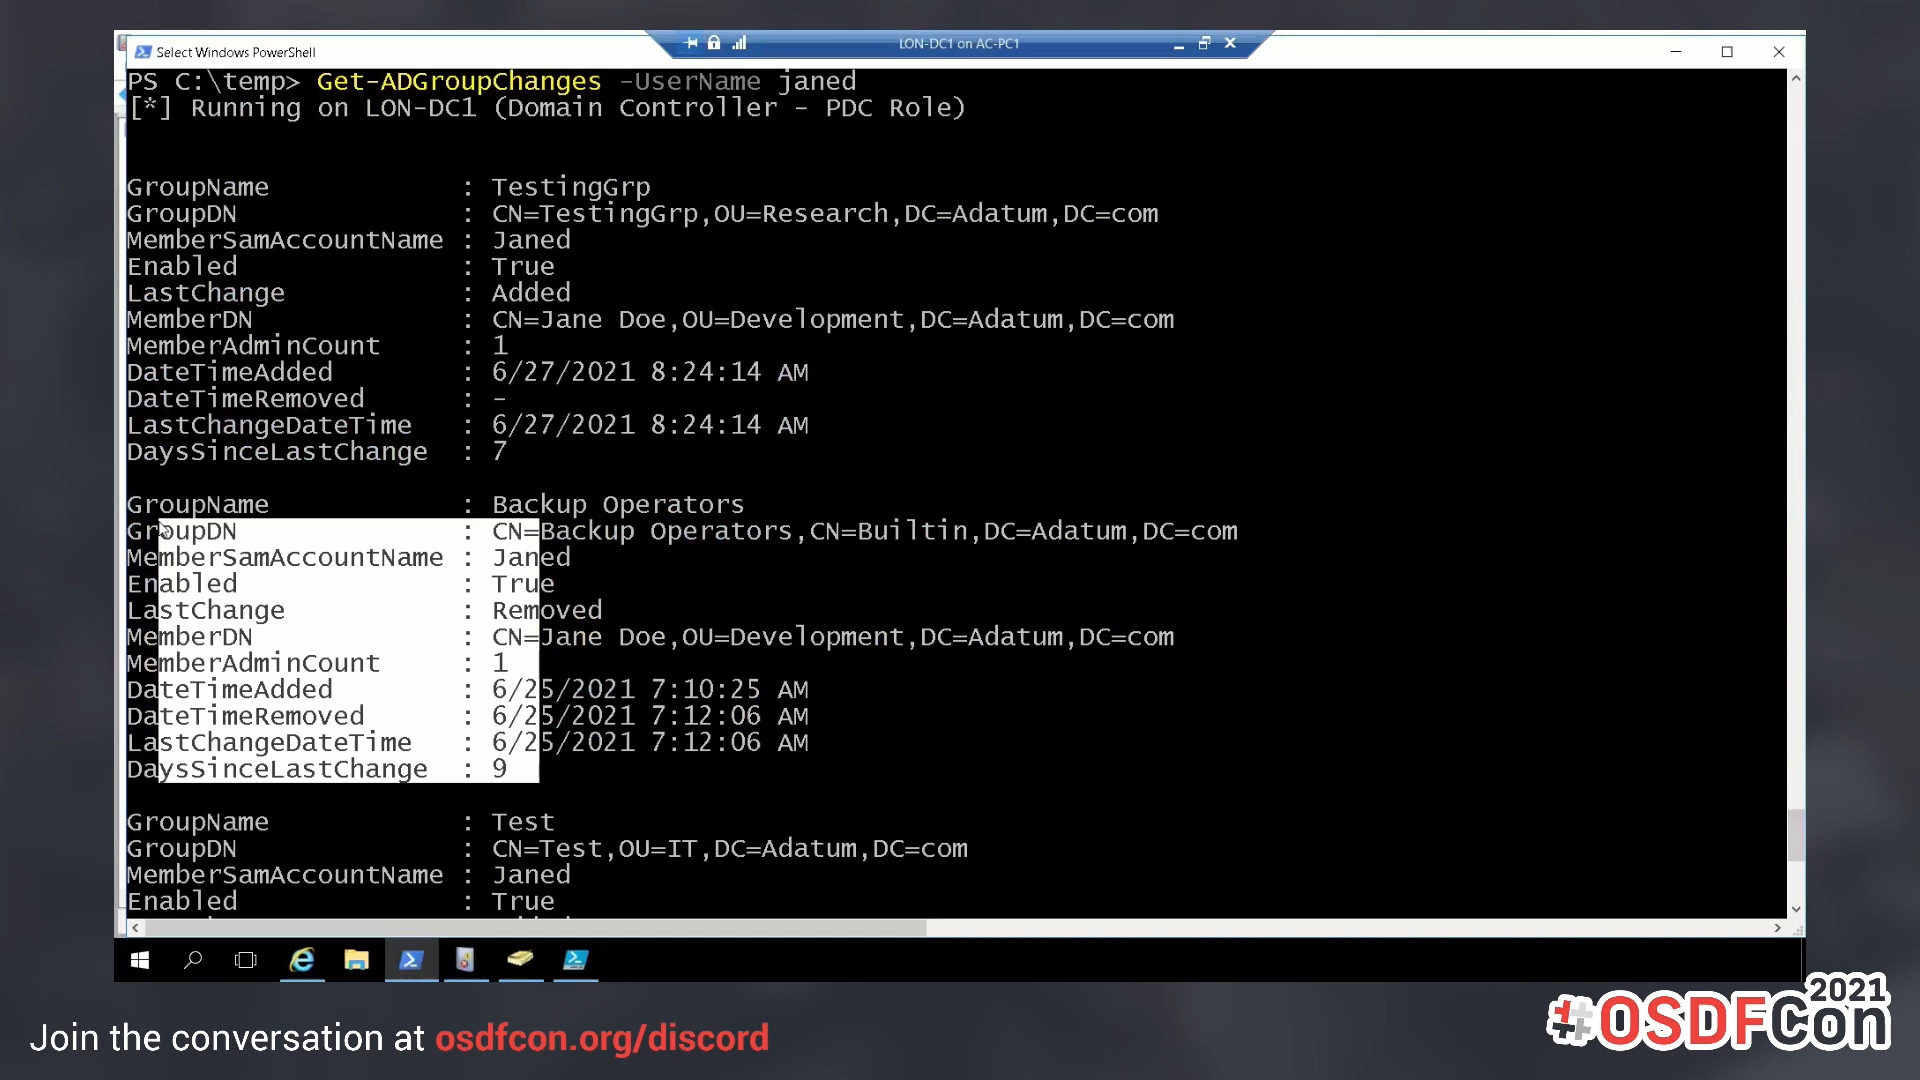 Select Windows PowerShell
LON-DC1 on AC-PC1
PS C:\temp> Get-ADGroupChanges -UserName janed
[*] Running on LON-DC1 (Domain Controller - PDC Role)
GroupName : TestingGrp
GroupDN : CN=TestingGrp,OU=Research,DC=Adatum,DC=com
MemberSamAccountName : Janed
Enabled : True
LastChange : Added
MemberDN : CN=Jane Doe,OU=Development,DC=Adatum,DC=com
MemberAdminCount : 1
DateTimeAdded : 6/27/2021 8:24:14 AM
DateTimeRemoved : -
LastChangeDateTime : 6/27/2021 8:24:14 AM
DaysSinceLastChange : 7
GroupName : Backup Operators
GroupDN : CN=Backup Operators,CN=Builtin,DC=Adatum,DC=com
MemberSamAccountName : Janed
Enabled : True
LastChange : Removed
MemberDN : CN=Jane Doe,OU=Development,DC=Adatum,DC=com
MemberAdminCount : 1
DateTimeAdded : 6/25/2021 7:10:25 AM
DateTimeRemoved : 6/25/2021 7:12:06 AM
LastChangeDateTime : 6/25/2021 7:12:06 AM
DaysSinceLastChange : 9
GroupName : Test
GroupDN : CN=Test,OU=IT,DC=Adatum,DC=com
MemberSamAccountName : Janed
Enabled : True
Join the conversation at osdfcon.org/discord
#OSDFCon 2021